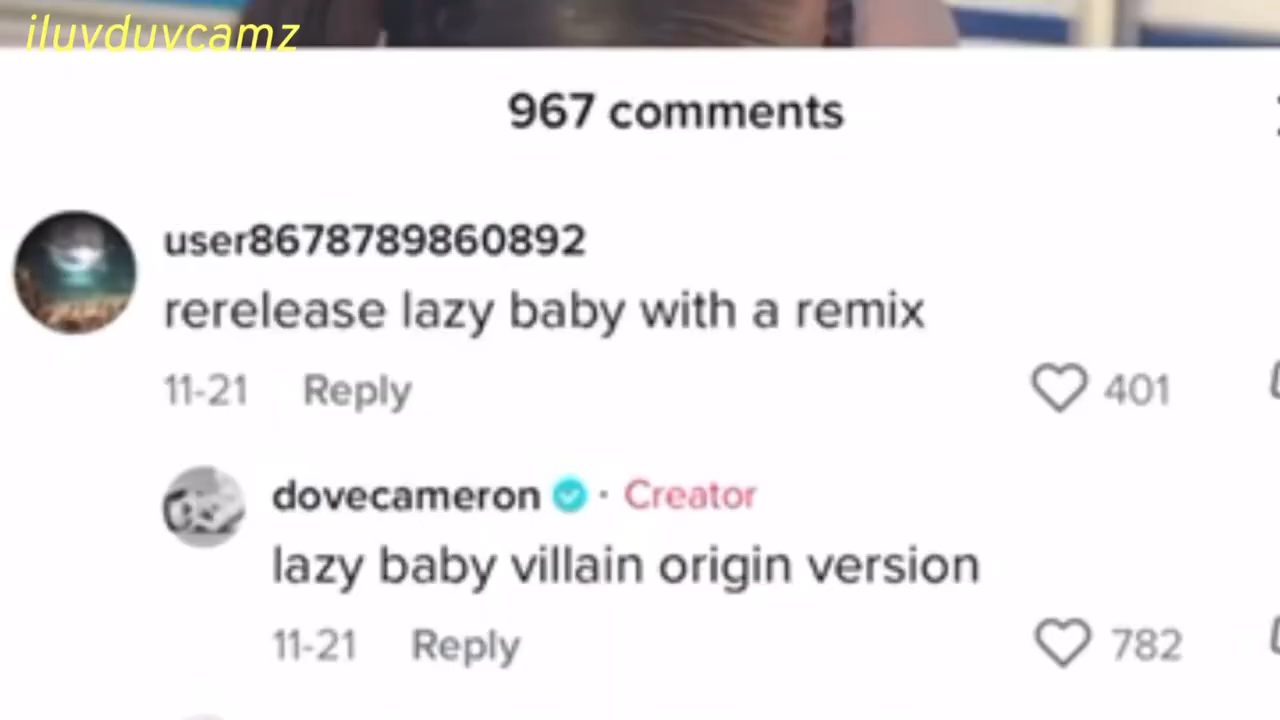 iluvduvcamz
967 comments
user8678789860892
rerelease lazy baby with a remix
11-21 Reply
401
dovecameron · Creator
lazy baby villain origin version
11-21 Reply
782